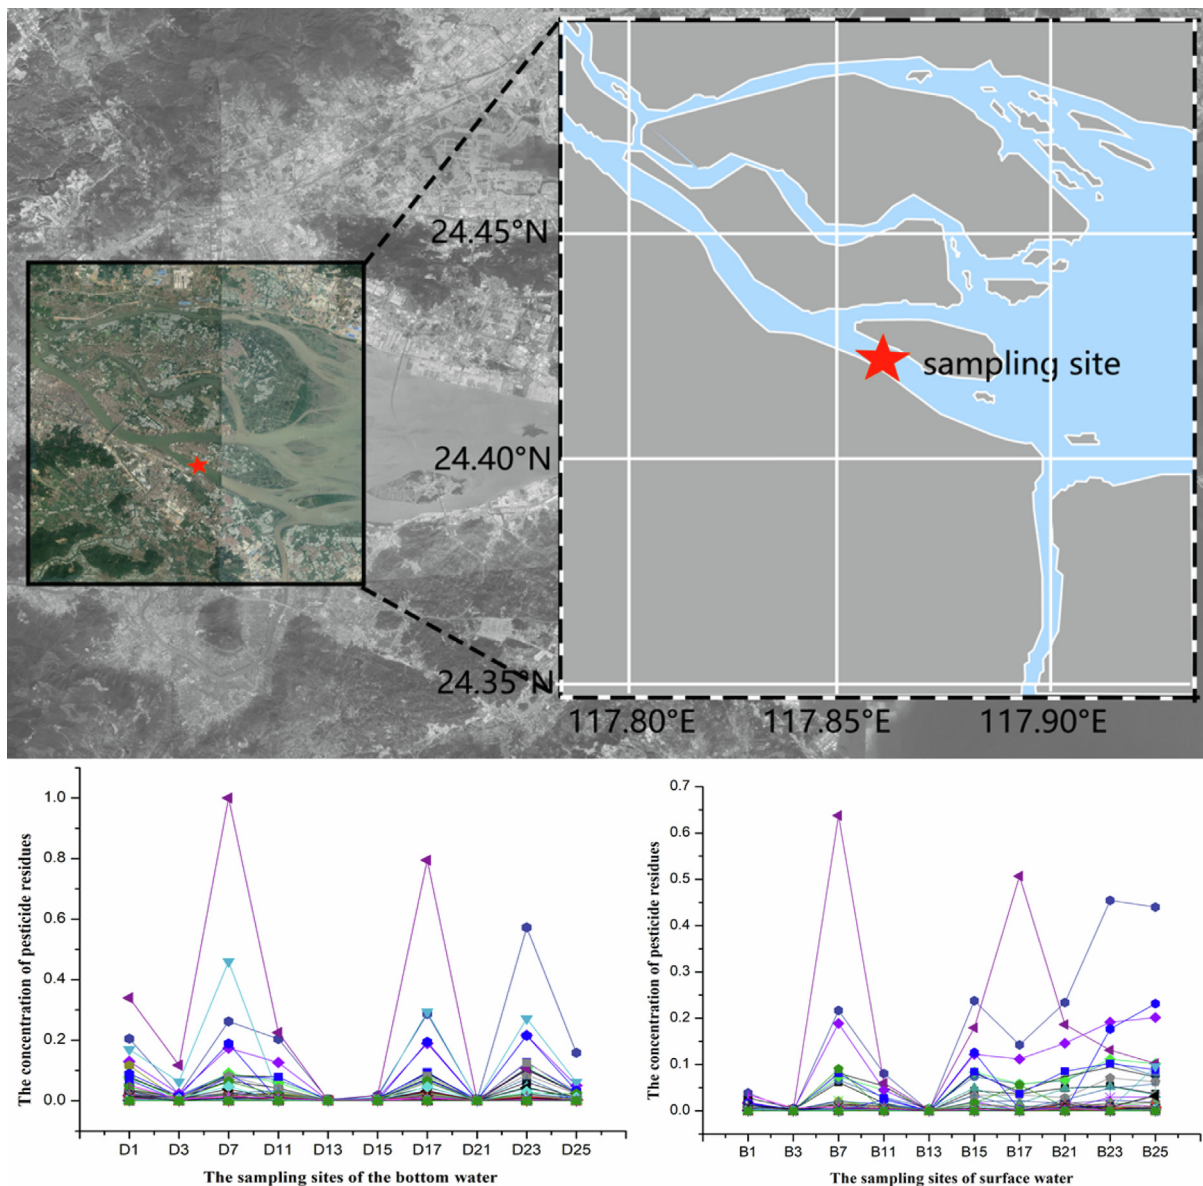 24.45°N
sampling site
24.40°N
24.35°N
117.80°E 117.85°E 117.90°E
The concentration of pesticide residues
1.0
0.8
0.6
0.4
0.2
0.0
D1 D3 D7 D11 D13 D15 D17 D21 D23 D25
The sampling sites of the bottom water
The concentration of pesticide residues
0.7
0.6
0.5
0.4
0.3
0.2
0.1
0.0
B1 B3 B7 B11 B13 B15 B17 B21 B23 B25
The sampling sites of surface water